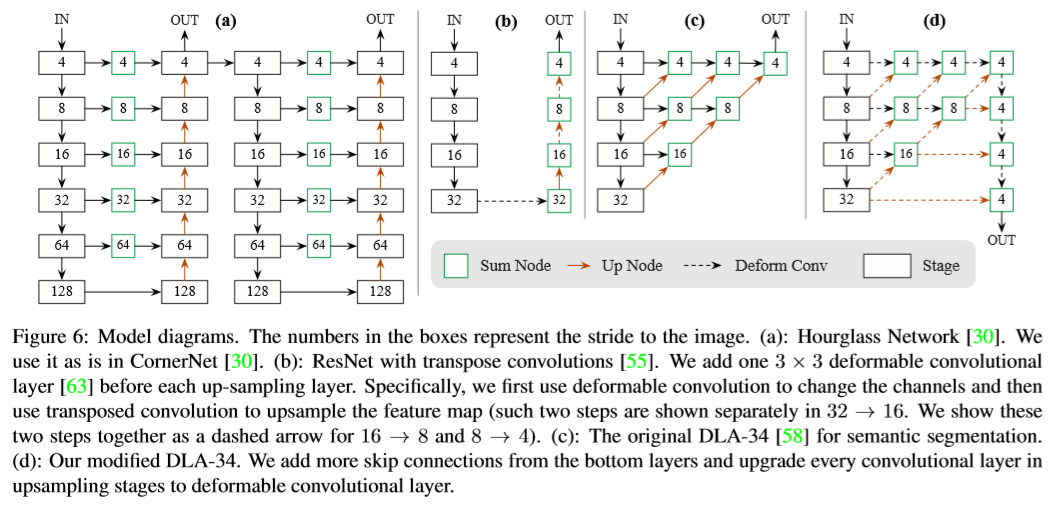 IN (a) OUT OUT
4 4 4 4 4 4
8 8 8 8 8 8
16 16 16 16 16 16
32 32 32 32 32 32
64 64 64 64 64 64
128 128 128 128
IN (b) OUT
4 4
8 8
16 16
32 32
IN (c) OUT
4 4 4 4
8 8 8
16 16
32
IN (d)
4 4 4 4
8 8 8 4
16 16 4
32 4
OUT
Sum Node Up Node Deform Conv Stage
Figure 6: Model diagrams. The numbers in the boxes represent the stride to the image. (a): Hourglass Network [30]. We
use it as is in CornerNet [30]. (b): ResNet with transpose convolutions [55]. We add one 3 × 3 deformable convolutional
layer [63] before each up-sampling layer. Specifically, we first use deformable convolution to change the channels and then
use transposed convolution to upsample the feature map (such two steps are shown separately in 32 → 16. We show these
two steps together as a dashed arrow for 16 → 8 and 8 → 4). (c): The original DLA-34 [58] for semantic segmentation.
(d): Our modified DLA-34. We add more skip connections from the bottom layers and upgrade every convolutional layer in
upsampling stages to deformable convolutional layer.